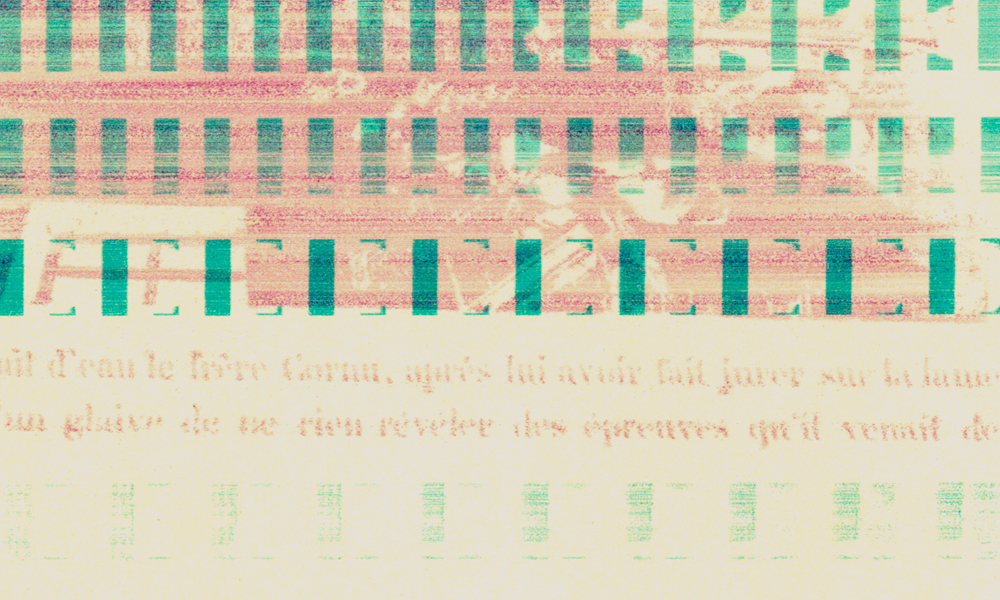 d'eau le frère Cornu, après lui avoir fait jurer sur la lame
un glaive de ne rien révéler des épreuves qu'il venait de